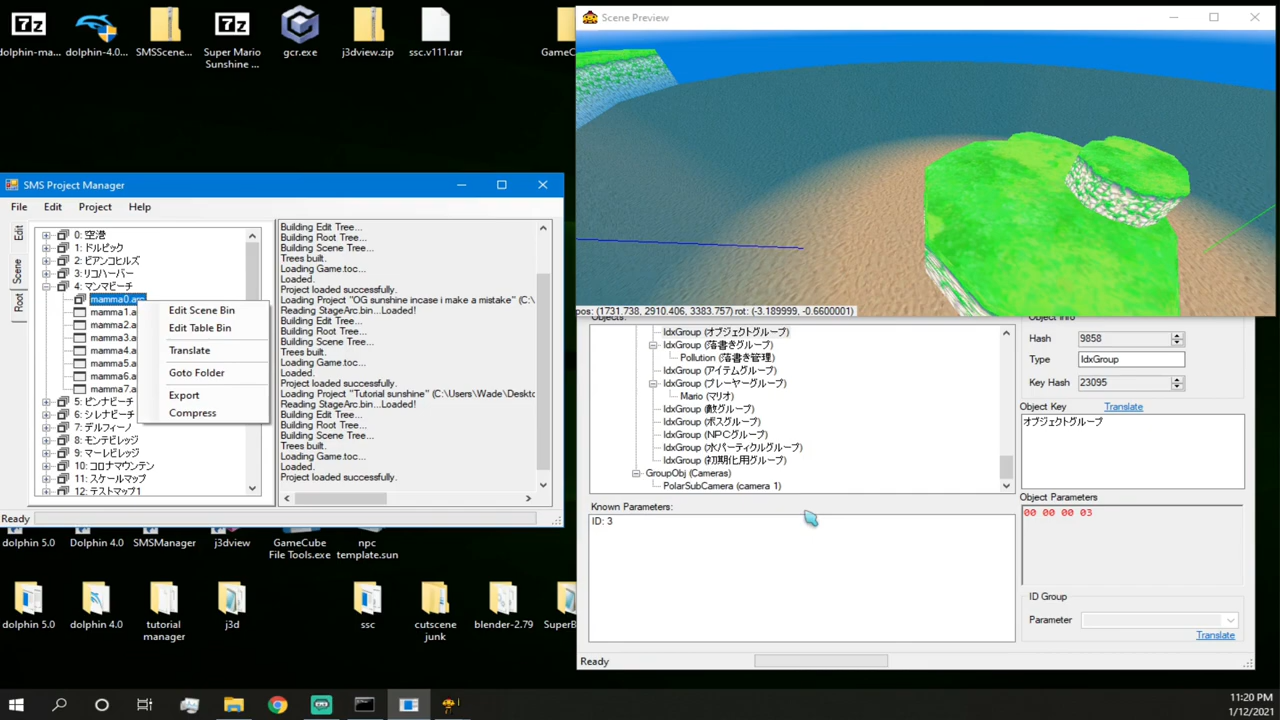 dolphin-ma...
dolphin-4.0...
SMSScene...
Super Mario
Sunshine ...
gcr.exe
j3dview.zip
ssc.v111.rar
GameC
Scene Preview
pos: (1731.738, 2910.406, 3383.757) rot: (-3.189999, -0.6600001)
SMS Project Manager
File
Edit
Project
Help
Edit
Scene
Root
0: 空港
1: ドルピック
2: ビアンコヒルズ
3: リコハーバー
4: マンマビーチ
mamma0.arc
mamma1.a
mamma2.a
mamma3.a
mamma4.a
mamma5.a
mamma6.a
mamma7.a
5: ピンナビーチ
6: シレナビーチ
7: デルフィーノ
8: モンテビレッジ
9: マーレビレッジ
10: コロナマウンテン
11: スケールマップ
12: テストマップ1
Edit Scene Bin
Edit Table Bin
Translate
Goto Folder
Export
Compress
Building Edit Tree...
Building Root Tree...
Building Scene Tree...
Trees built.
Loading Game.toc...
Loaded.
Project loaded successfully.
Loading Project "OG sunshine incase i make a mistake" (C:\
Reading StageArc.bin...Loaded!
Building Edit Tree...
Building Root Tree...
Building Scene Tree...
Trees built.
Loading Game.toc...
Loaded.
Project loaded successfully.
Loading Project "Tutorial sunshine" (C:\Users\Wade\Deskto
Reading StageArc.bin...Loaded!
Building Edit Tree...
Building Root Tree...
Building Scene Tree...
Trees built.
Loading Game.toc...
Loaded.
Project loaded successfully.
Ready
Objects:
IdxGroup (オブジェクトグループ)
IdxGroup (落書きグループ)
Pollution (落書き管理)
IdxGroup (アイテムグループ)
IdxGroup (プレーヤーグループ)
Mario (マリオ)
IdxGroup (敵グループ)
IdxGroup (ボスグループ)
IdxGroup (NPCグループ)
IdxGroup (水パーティクルグループ)
IdxGroup (初期化用グループ)
GroupObj (Cameras)
PolarSubCamera (camera 1)
Known Parameters:
ID: 3
Object Info
Hash
9858
Type
IdxGroup
Key Hash
23095
Object Key
Translate
オブジェクトグループ
Object Parameters
00 00 00 03
ID Group
Parameter
Translate
Ready
dolphin 5.0
Dolphin 4.0
SMSManager
j3dview
GameCube
File Tools.exe
npc
template.sun
dolphin 5.0
dolphin 4.0
tutorial
manager
j3d
ssc
cutscene
junk
blender-2.79
SuperB
11:20 PM
1/12/2021